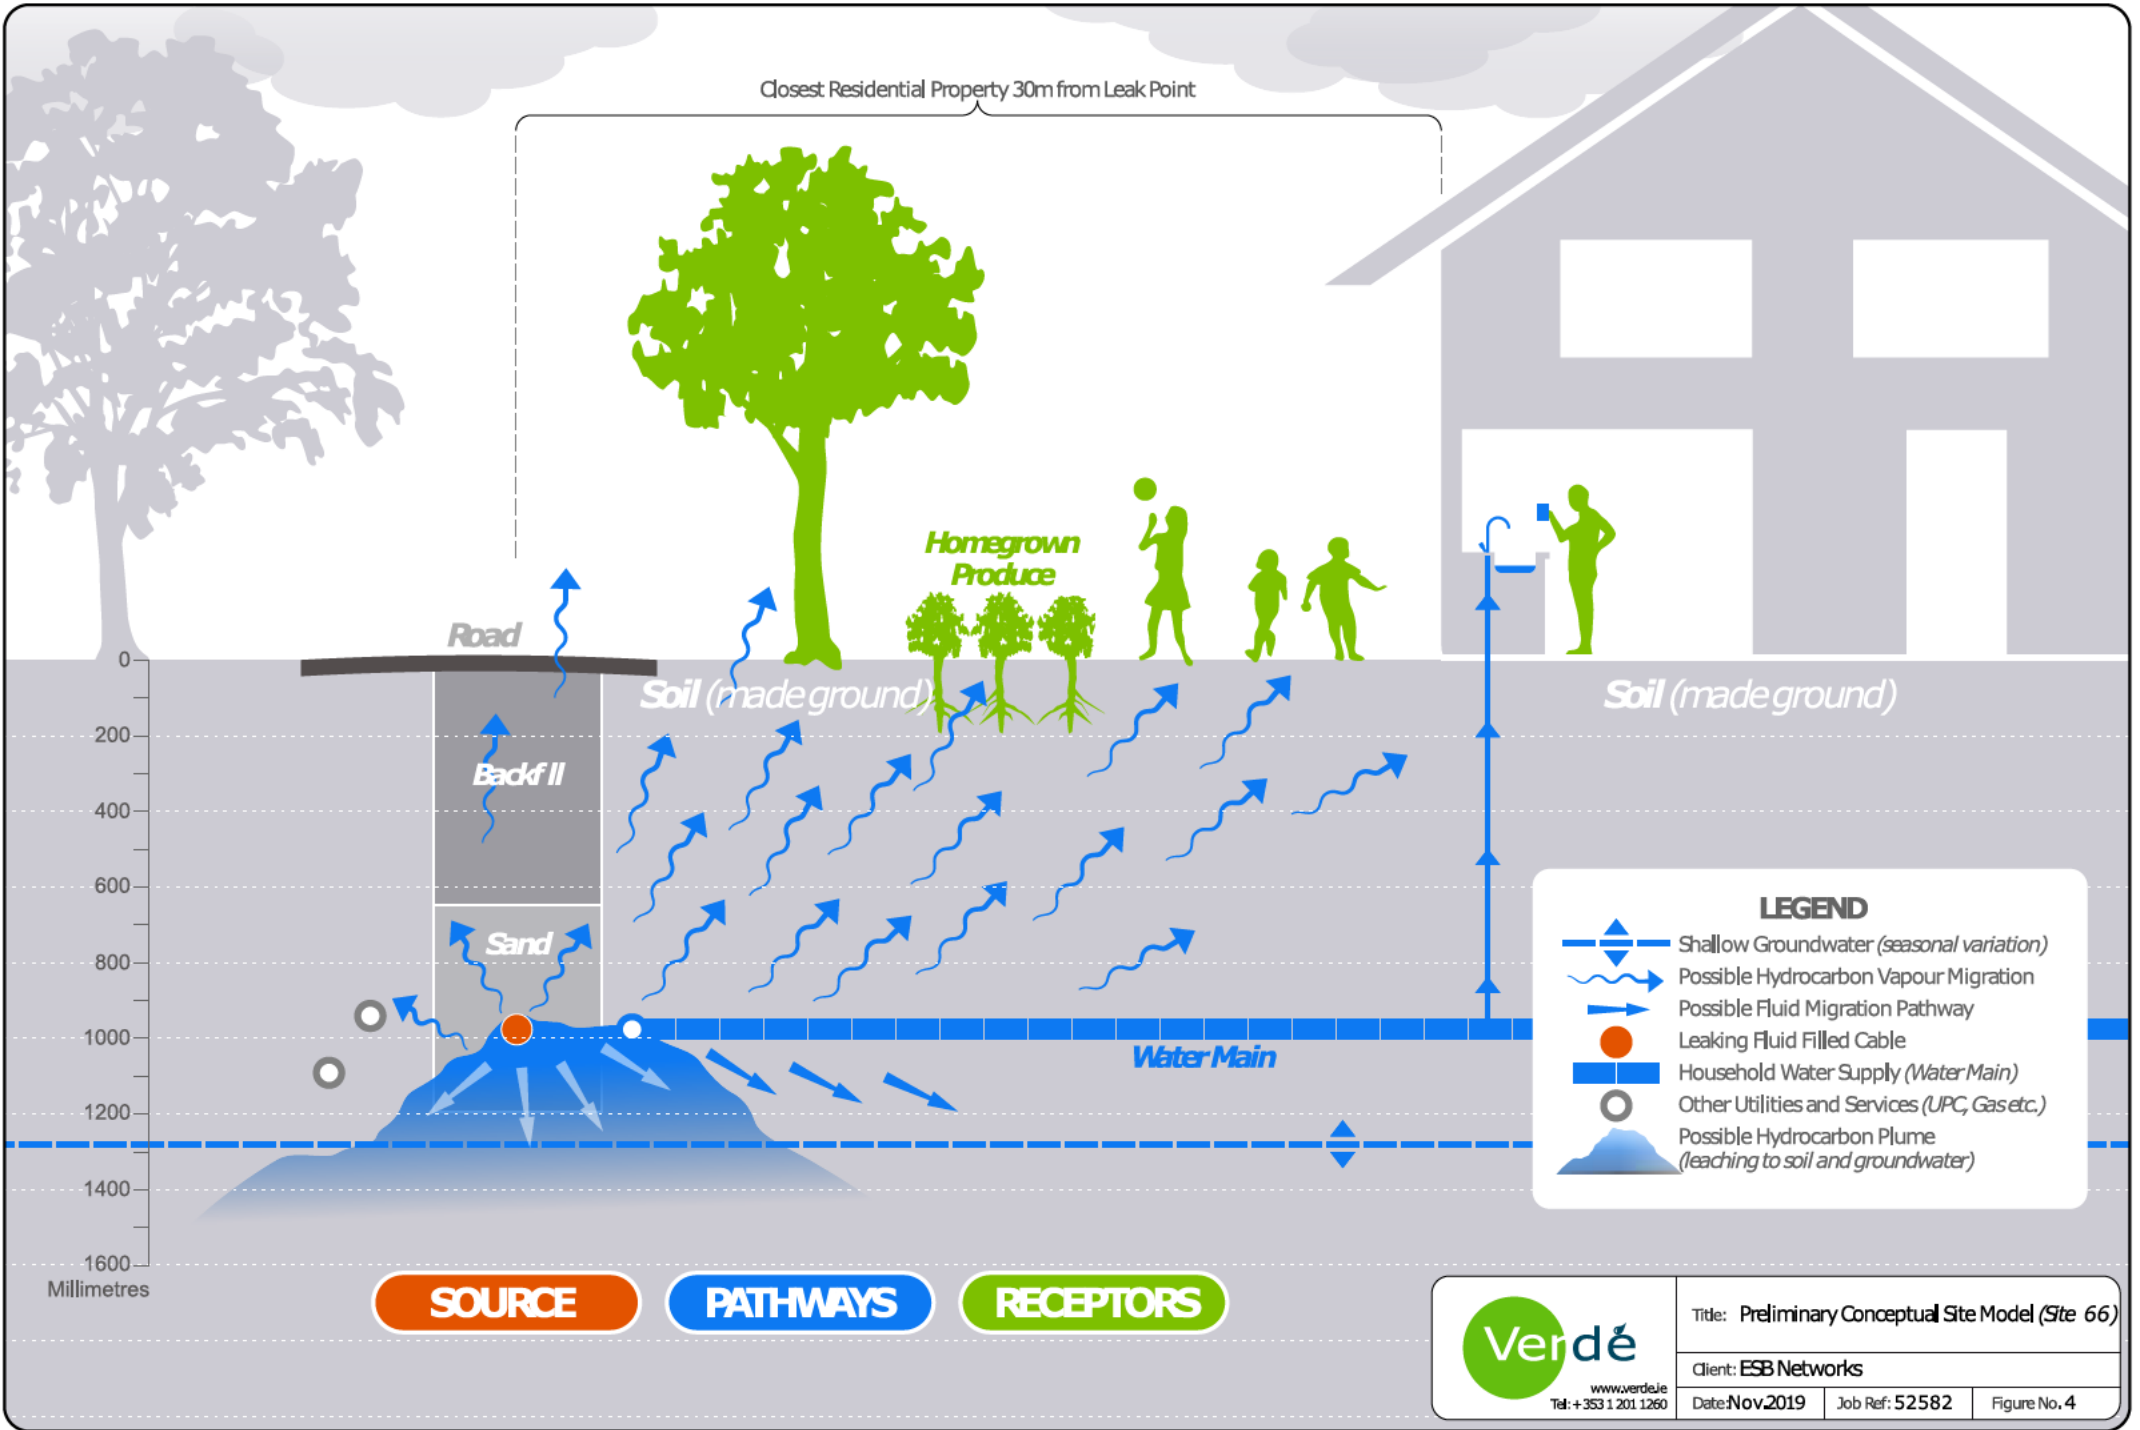 Closest Residential Property 30m from Leak Point
Homegrown
Produce
Road
Soil (made ground)
Soil (made ground)
Backf ll
Sand
Water Main
0
200
400
600
800
1000
1200
1400
1600
Millimetres
LEGEND
Shallow Groundwater (seasonal variation)
Possible Hydrocarbon Vapour Migration
Possible Fluid Migration Pathway
Leaking Fluid Filled Cable
Household Water Supply (Water Main)
Other Utilities and Services (UPC, Gas etc.)
Possible Hydrocarbon Plume
(leaching to soil and groundwater)
SOURCE
PATHWAYS
RECEPTORS
Verdé
www.verde.ie
Tel: + 353 1 201 1260
Title: Preliminary Conceptual Site Model (Site 66)
Client: ESB Networks
Date: Nov.2019
Job Ref: 52582
Figure No. 4